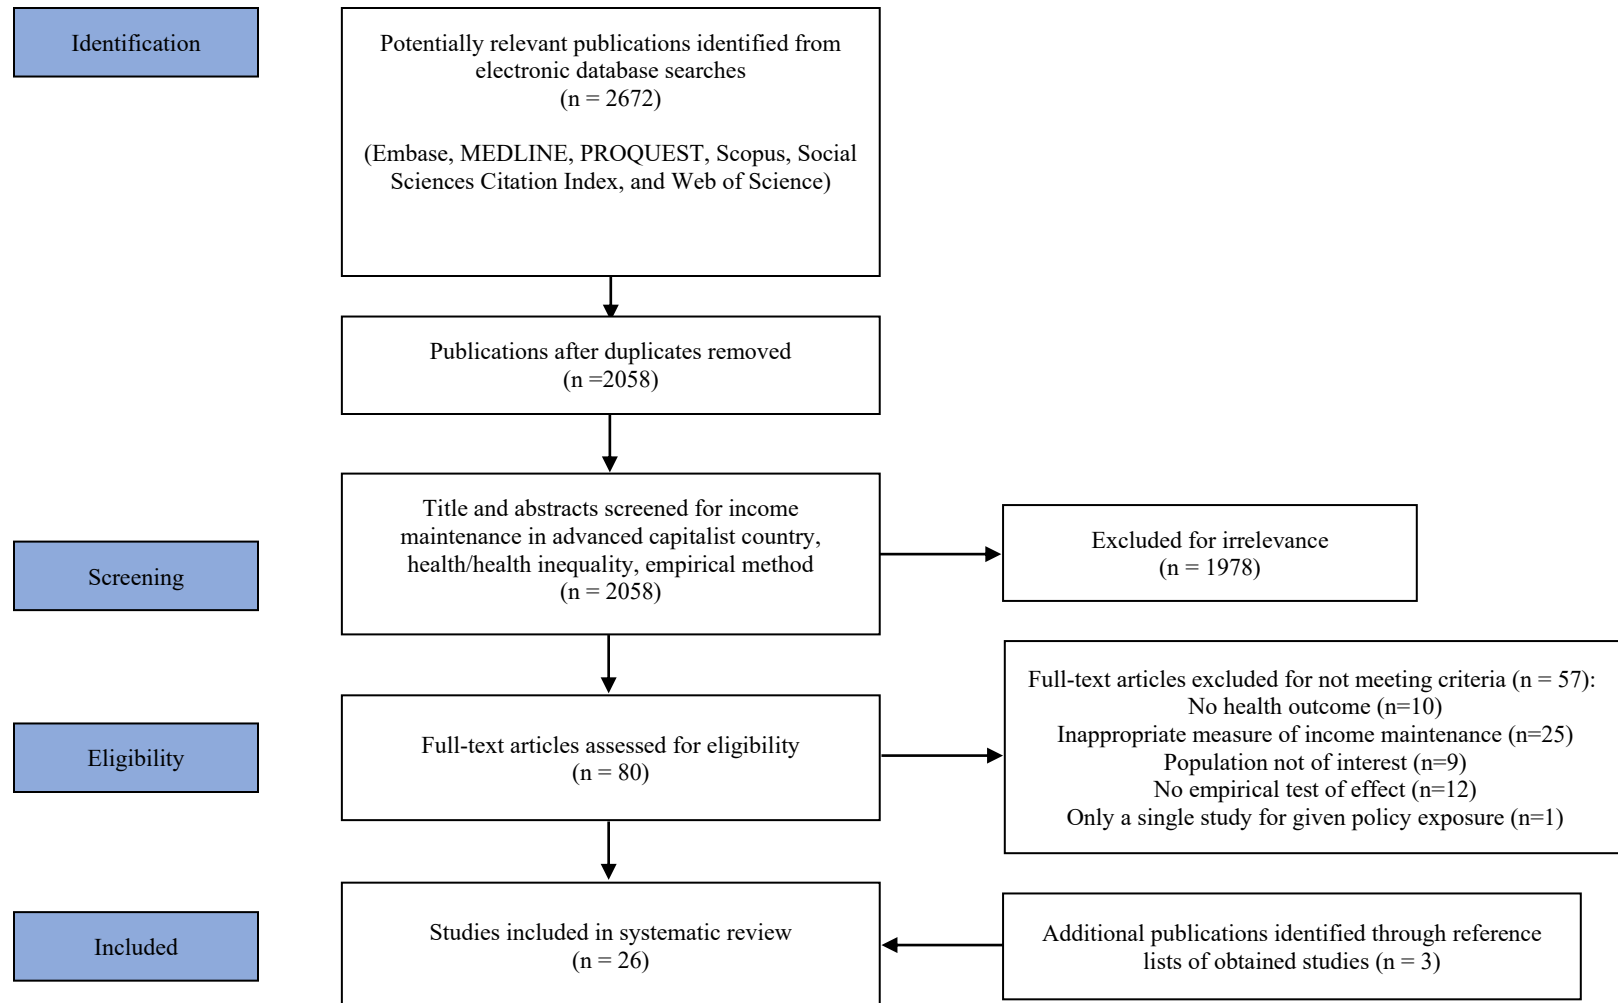 Identification
Potentially relevant publications identified from
electronic database searches
(n = 2672)
(Embase, MEDLINE, PROQUEST, Scopus, Social
Sciences Citation Index, and Web of Science)
Publications after duplicates removed
(n =2058)
Screening
Title and abstracts screened for income
maintenance in advanced capitalist country,
health/health inequality, empirical method
(n = 2058)
Excluded for irrelevance
(n = 1978)
Eligibility
Full-text articles assessed for eligibility
(n = 80)
Full-text articles excluded for not meeting criteria (n = 57):
No health outcome (n=10)
Inappropriate measure of income maintenance (n=25)
Population not of interest (n=9)
No empirical test of effect (n=12)
Only a single study for given policy exposure (n=1)
Included
Studies included in systematic review
(n = 26)
Additional publications identified through reference
lists of obtained studies (n = 3)